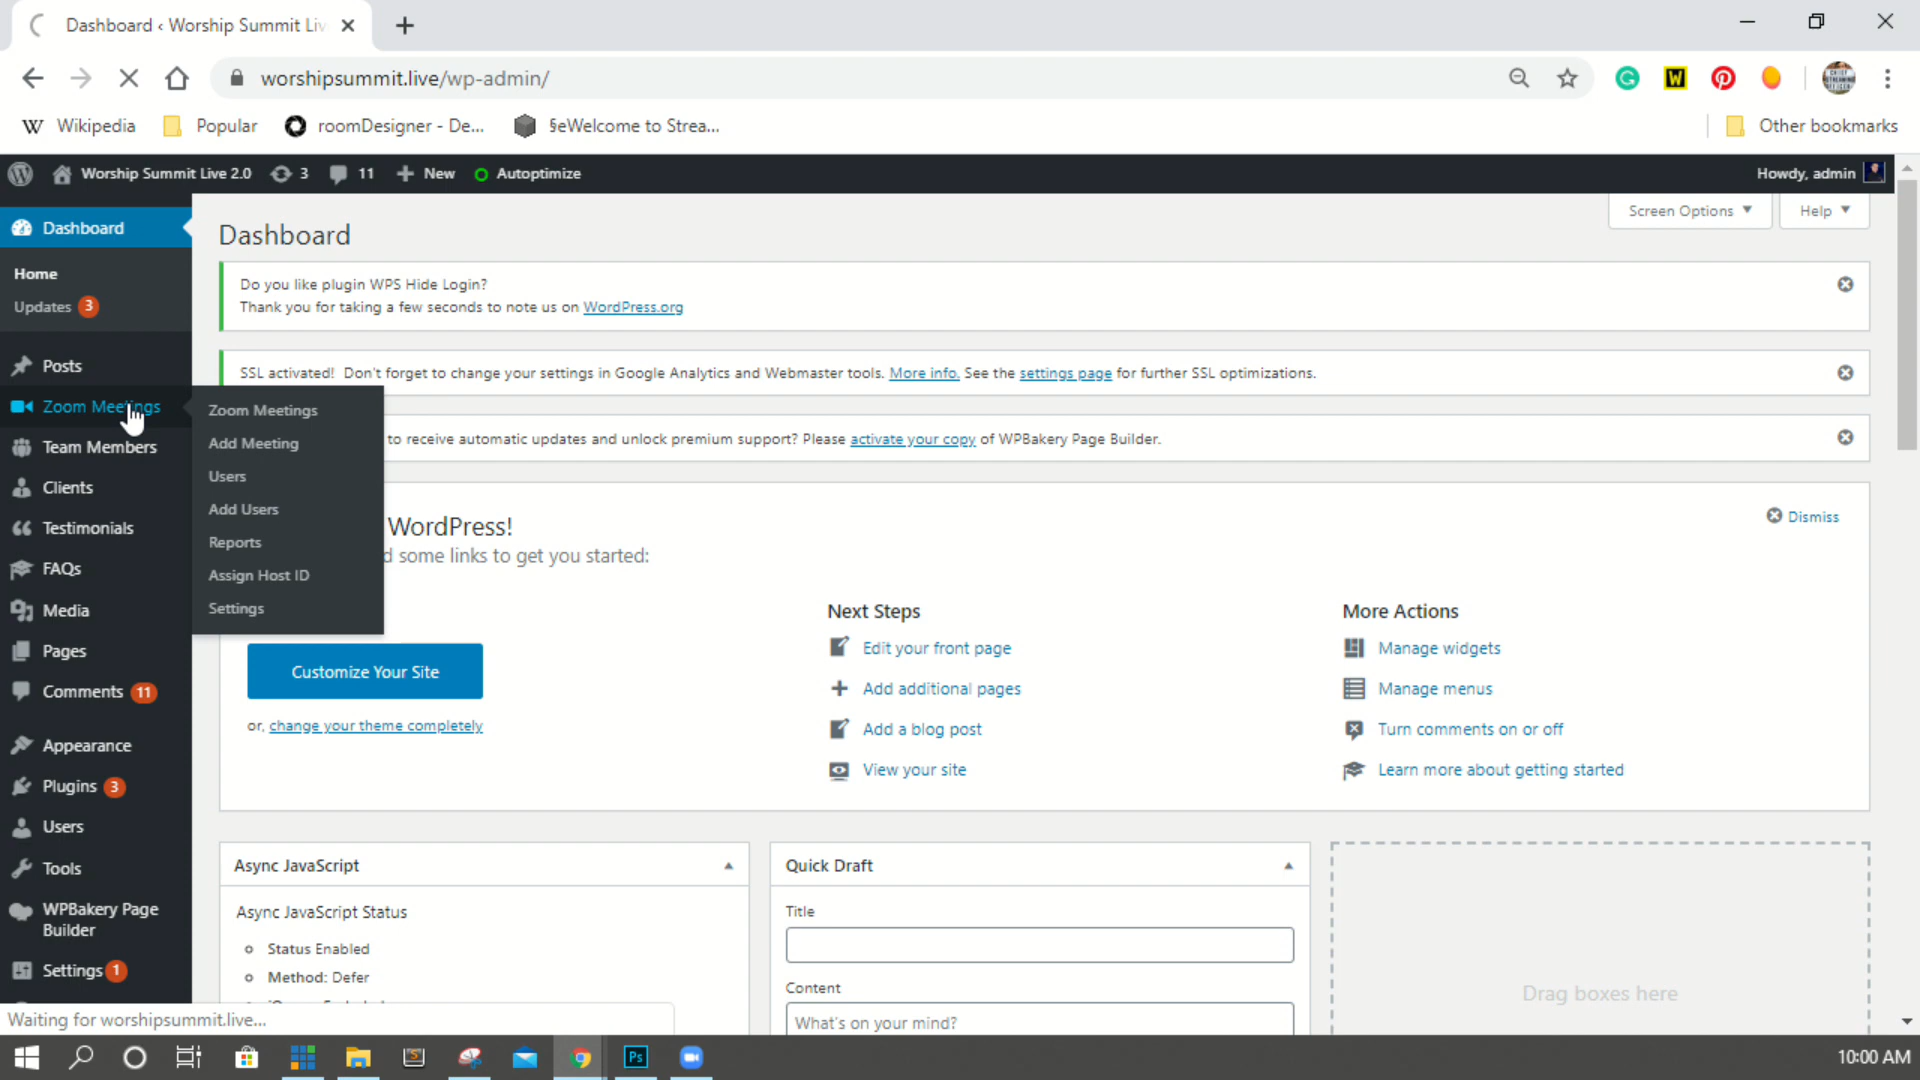 Dashboard ‹ Worship Summit Liv
worshipsummit.live/wp-admin/
W Wikipedia Popular roomDesigner - De... §eWelcome to Strea... Other bookmarks
Worship Summit Live 2.0 3 11 New Autoptimize Howdy, admin
Dashboard
Home
Updates 3
Posts
Zoom Meetings
Team Members
Clients
Testimonials
FAQs
Media
Pages
Comments 11
Appearance
Plugins 3
Users
Tools
WPBakery Page
Builder
Settings 1
Zoom Meetings
Add Meeting
Users
Add Users
Reports
Assign Host ID
Settings
Screen Options Help
Dashboard
Do you like plugin WPS Hide Login?
Thank you for taking a few seconds to note us on WordPress.org
SSL activated! Don't forget to change your settings in Google Analytics and Webmaster tools. More info. See the settings page for further SSL optimizations.
to receive automatic updates and unlock premium support? Please activate your copy of WPBakery Page Builder.
WordPress!
some links to get you started:
Dismiss
Customize Your Site
or, change your theme completely
Next Steps
Edit your front page
Add additional pages
Add a blog post
View your site
More Actions
Manage widgets
Manage menus
Turn comments on or off
Learn more about getting started
Async JavaScript
Async JavaScript Status
Status Enabled
Method: Defer
Quick Draft
Title
Content
What's on your mind?
Drag boxes here
Waiting for worshipsummit.live...
Ps
10:00 AM